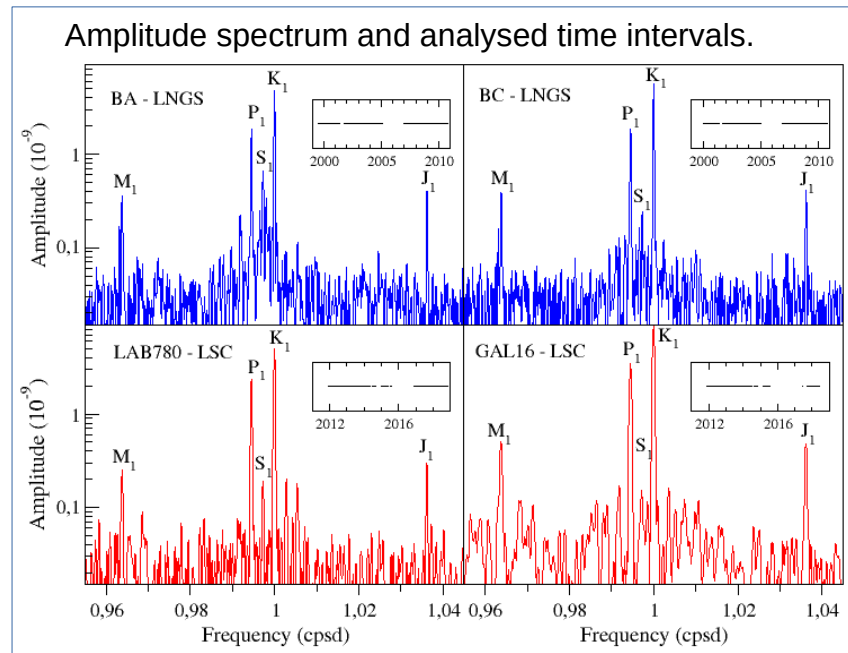 Amplitude spectrum and analysed time intervals.
BA - LNGS
M₁
P₁
S₁
K₁
J₁
2000 2005 2010
BC - LNGS
M₁
P₁
S₁
K₁
J₁
2000 2005 2010
Amplitude (10⁻⁹)
1
0,1
LAB780 - LSC
M₁
P₁
S₁
K₁
J₁
2012 2016
GAL16 - LSC
M₁
P₁
S₁
K₁
J₁
2012 2016
Amplitude (10⁻⁹)
1
0,1
0,96 0,98 1 1,02 1,04
0,96 0,98 1 1,02 1,04
Frequency (cpsd)
Frequency (cpsd)